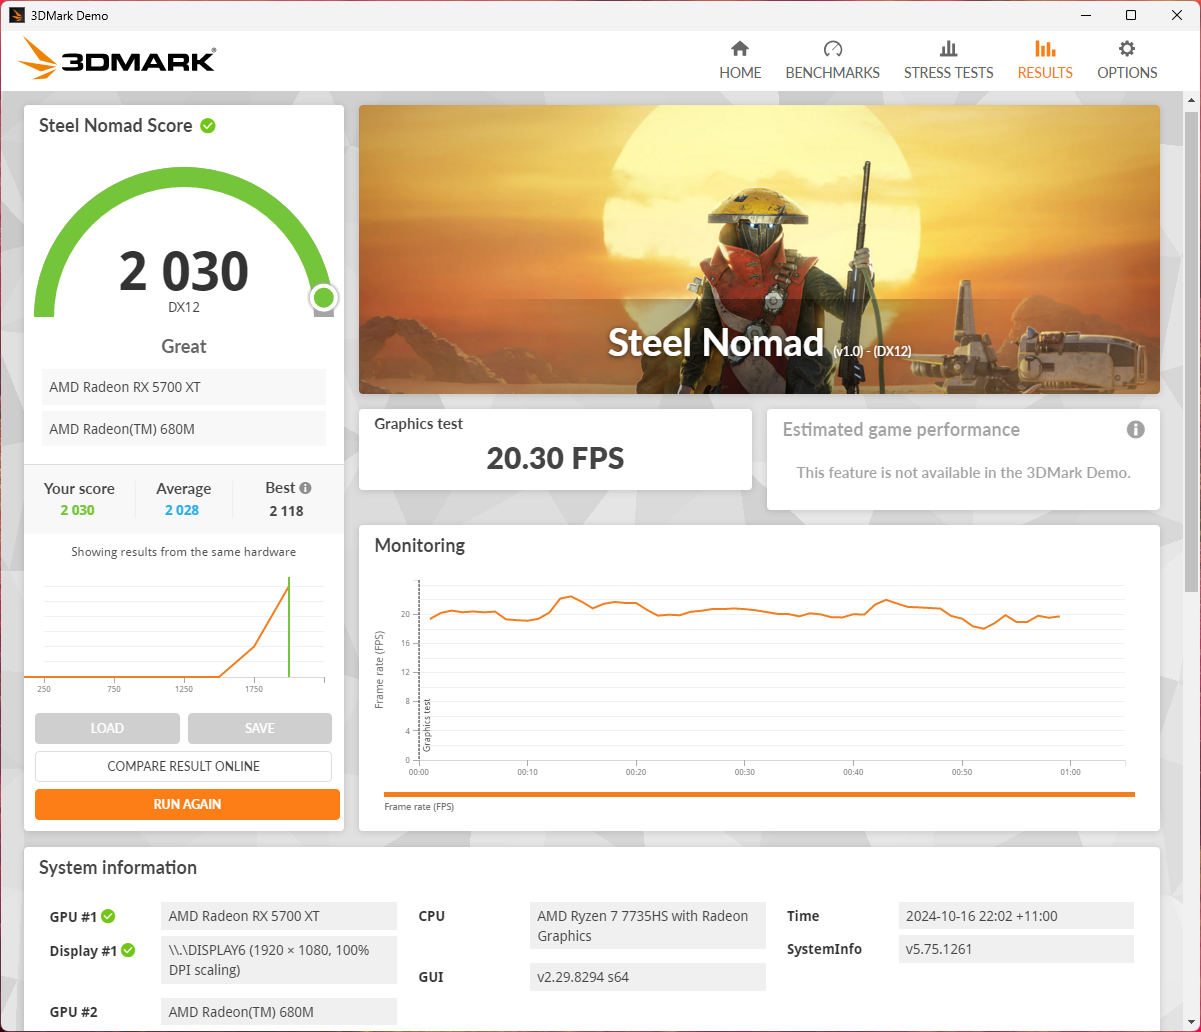 3DMark Demo
3DMARK®
HOME
BENCHMARKS
STRESS TESTS
RESULTS
OPTIONS
Steel Nomad Score
2 030
DX12
Great
AMD Radeon RX 5700 XT
AMD Radeon(TM) 680M
Your score
2 030
Average
2 028
Best
2 118
Showing results from the same hardware
250
750
1250
1750
LOAD
SAVE
COMPARE RESULT ONLINE
RUN AGAIN
Steel Nomad (v1.0) - (DX12)
Graphics test
20.30 FPS
Estimated game performance
This feature is not available in the 3DMark Demo.
Monitoring
Frame rate (FPS)
20
16
12
8
4
0
Graphics test
00:00
00:10
00:20
00:30
00:40
00:50
01:00
Frame rate (FPS)
System information
GPU #1
AMD Radeon RX 5700 XT
Display #1
\\.\DISPLAY6 (1920 × 1080, 100%
DPI scaling)
GPU #2
AMD Radeon(TM) 680M
CPU
AMD Ryzen 7 7735HS with Radeon
Graphics
GUI
v2.29.8294 s64
Time
2024-10-16 22:02 +11:00
SystemInfo
v5.75.1261